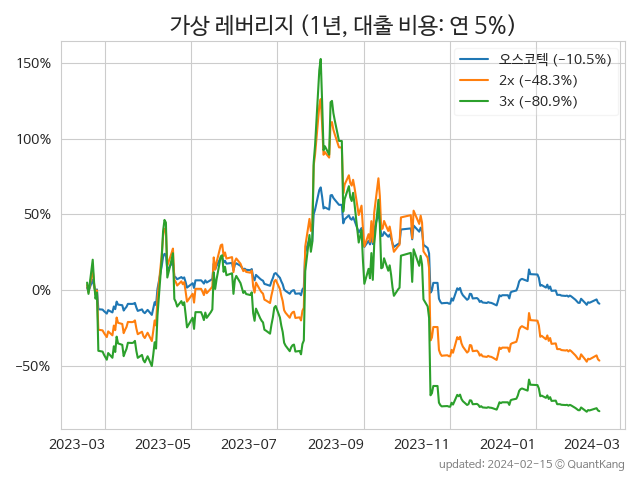 가상 레버리지 (1년, 대출 비용: 연 5%)
오스코텍 (−10.5%)
2x (−48.3%)
3x (−80.9%)
150%
100%
50%
0%
−50%
2023-03 2023-05 2023-07 2023-09 2023-11 2024-01 2024-03
updated: 2024-02-15 © QuantKang